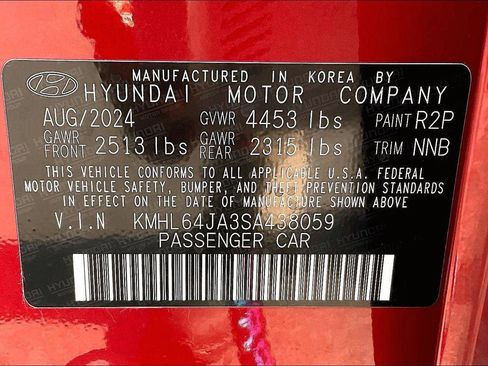 MANUFACTURED IN KOREA BY
HYUNDAI MOTOR COMPANY
AUG/2024 GVWR 4453 lbs PAINT R2P
GAWR FRONT 2513 lbs GAWR REAR 2315 lbs TRIM NNB
THIS VEHICLE CONFORMS TO ALL APPLICABLE U.S.A. FEDERAL
MOTOR VEHICLE SAFETY, BUMPER, AND THEFT PREVENTION STANDARDS
IN EFFECT ON THE DATE OF MANUFACTURE SHOWN ABOVE.
V.I.N KMHL64JA3SA438059
PASSENGER CAR